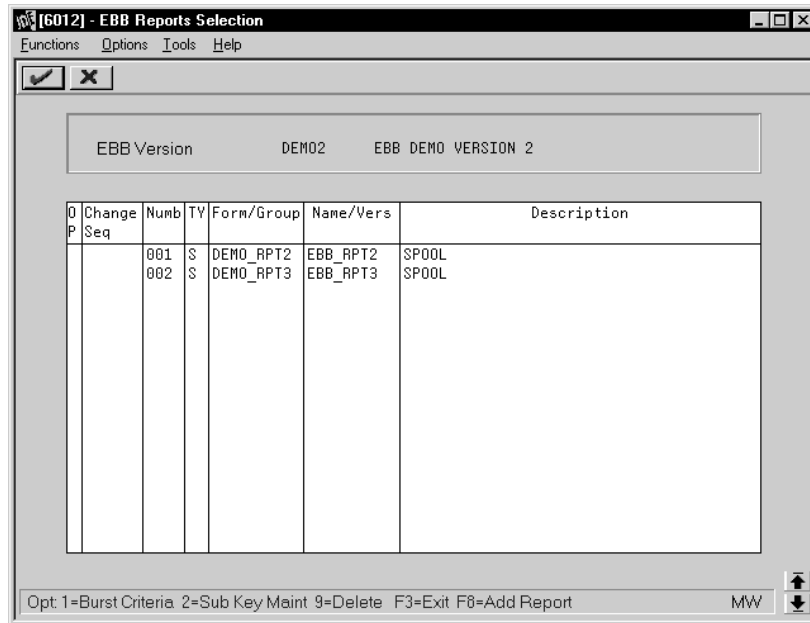 [6012] - EBB Reports Selection
Functions Options Tools Help
EBB Version DEMO2 EBB DEMO VERSION 2
O Change Numb TY Form/Group Name/Vers Description
P Seq
001 S DEMO_RPT2 EBB_RPT2 SPOOL
002 S DEMO_RPT3 EBB_RPT3 SPOOL
Opt: 1=Burst Criteria 2=Sub Key Maint 9=Delete F3=Exit F8=Add Report MW